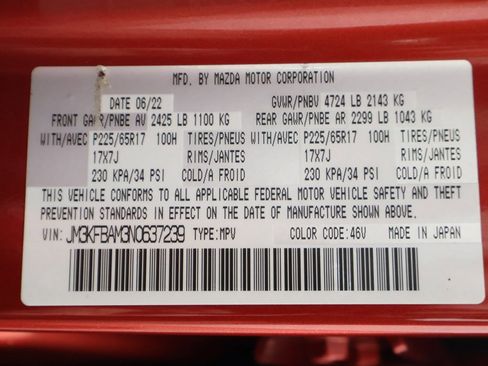 MFD. BY MAZDA MOTOR CORPORATION
DATE 06/22 GVWR/PNBV 4724 LB 2143 KG
FRONT GAWR/PNBE AV 2425 LB 1100 KG REAR GAWR/PNBE AR 2299 LB 1043 KG
WITH/AVEC P225/65R17 100H TIRES/PNEUS WITH/AVEC P225/65R17 100H TIRES/PNEUS
17X7J RIMS/JANTES 17X7J RIMS/JANTES
230 KPA/34 PSI COLD/A FROID 230 KPA/34 PSI COLD/A FROID
THIS VEHICLE CONFORMS TO ALL APPLICABLE FEDERAL MOTOR VEHICLE SAFETY AND THEFT
PREVENTION STANDARDS IN EFFECT ON THE DATE OF MANUFACTURE SHOWN ABOVE.
VIN: JM3KFBAM3N0637239 TYPE:MPV COLOR CODE:46V MADE IN JAPAN